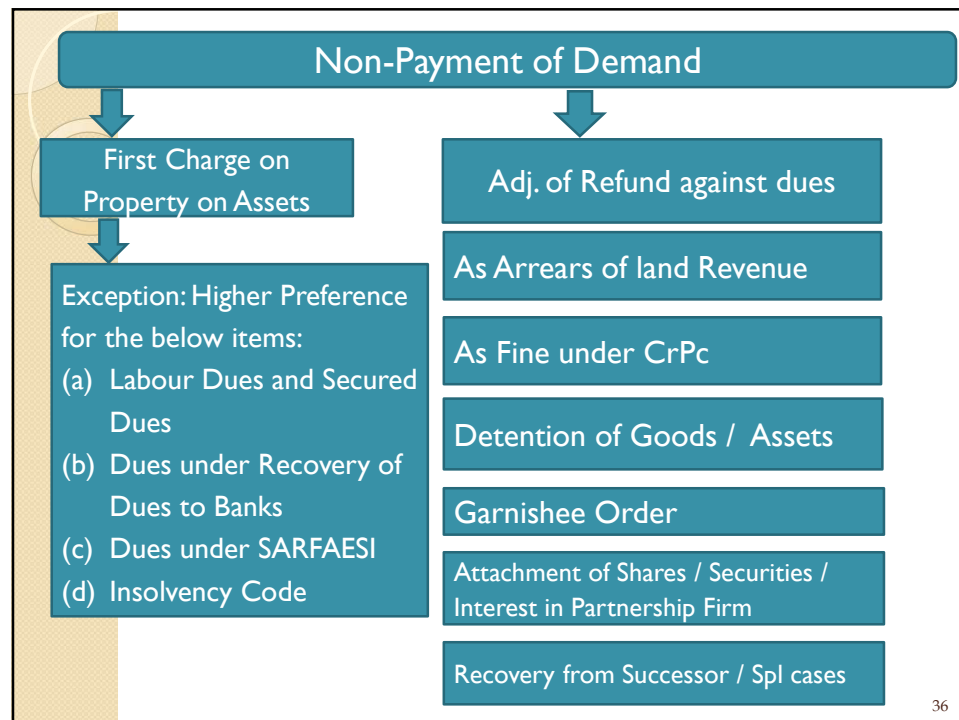 Non-Payment of Demand
First Charge on
Property on Assets
Exception: Higher Preference
for the below items:
(a) Labour Dues and Secured
Dues
(b) Dues under Recovery of
Dues to Banks
(c) Dues under SARFAESI
(d) Insolvency Code
Adj. of Refund against dues
As Arrears of land Revenue
As Fine under CrPc
Detention of Goods / Assets
Garnishee Order
Attachment of Shares / Securities /
Interest in Partnership Firm
Recovery from Successor / Spl cases
36